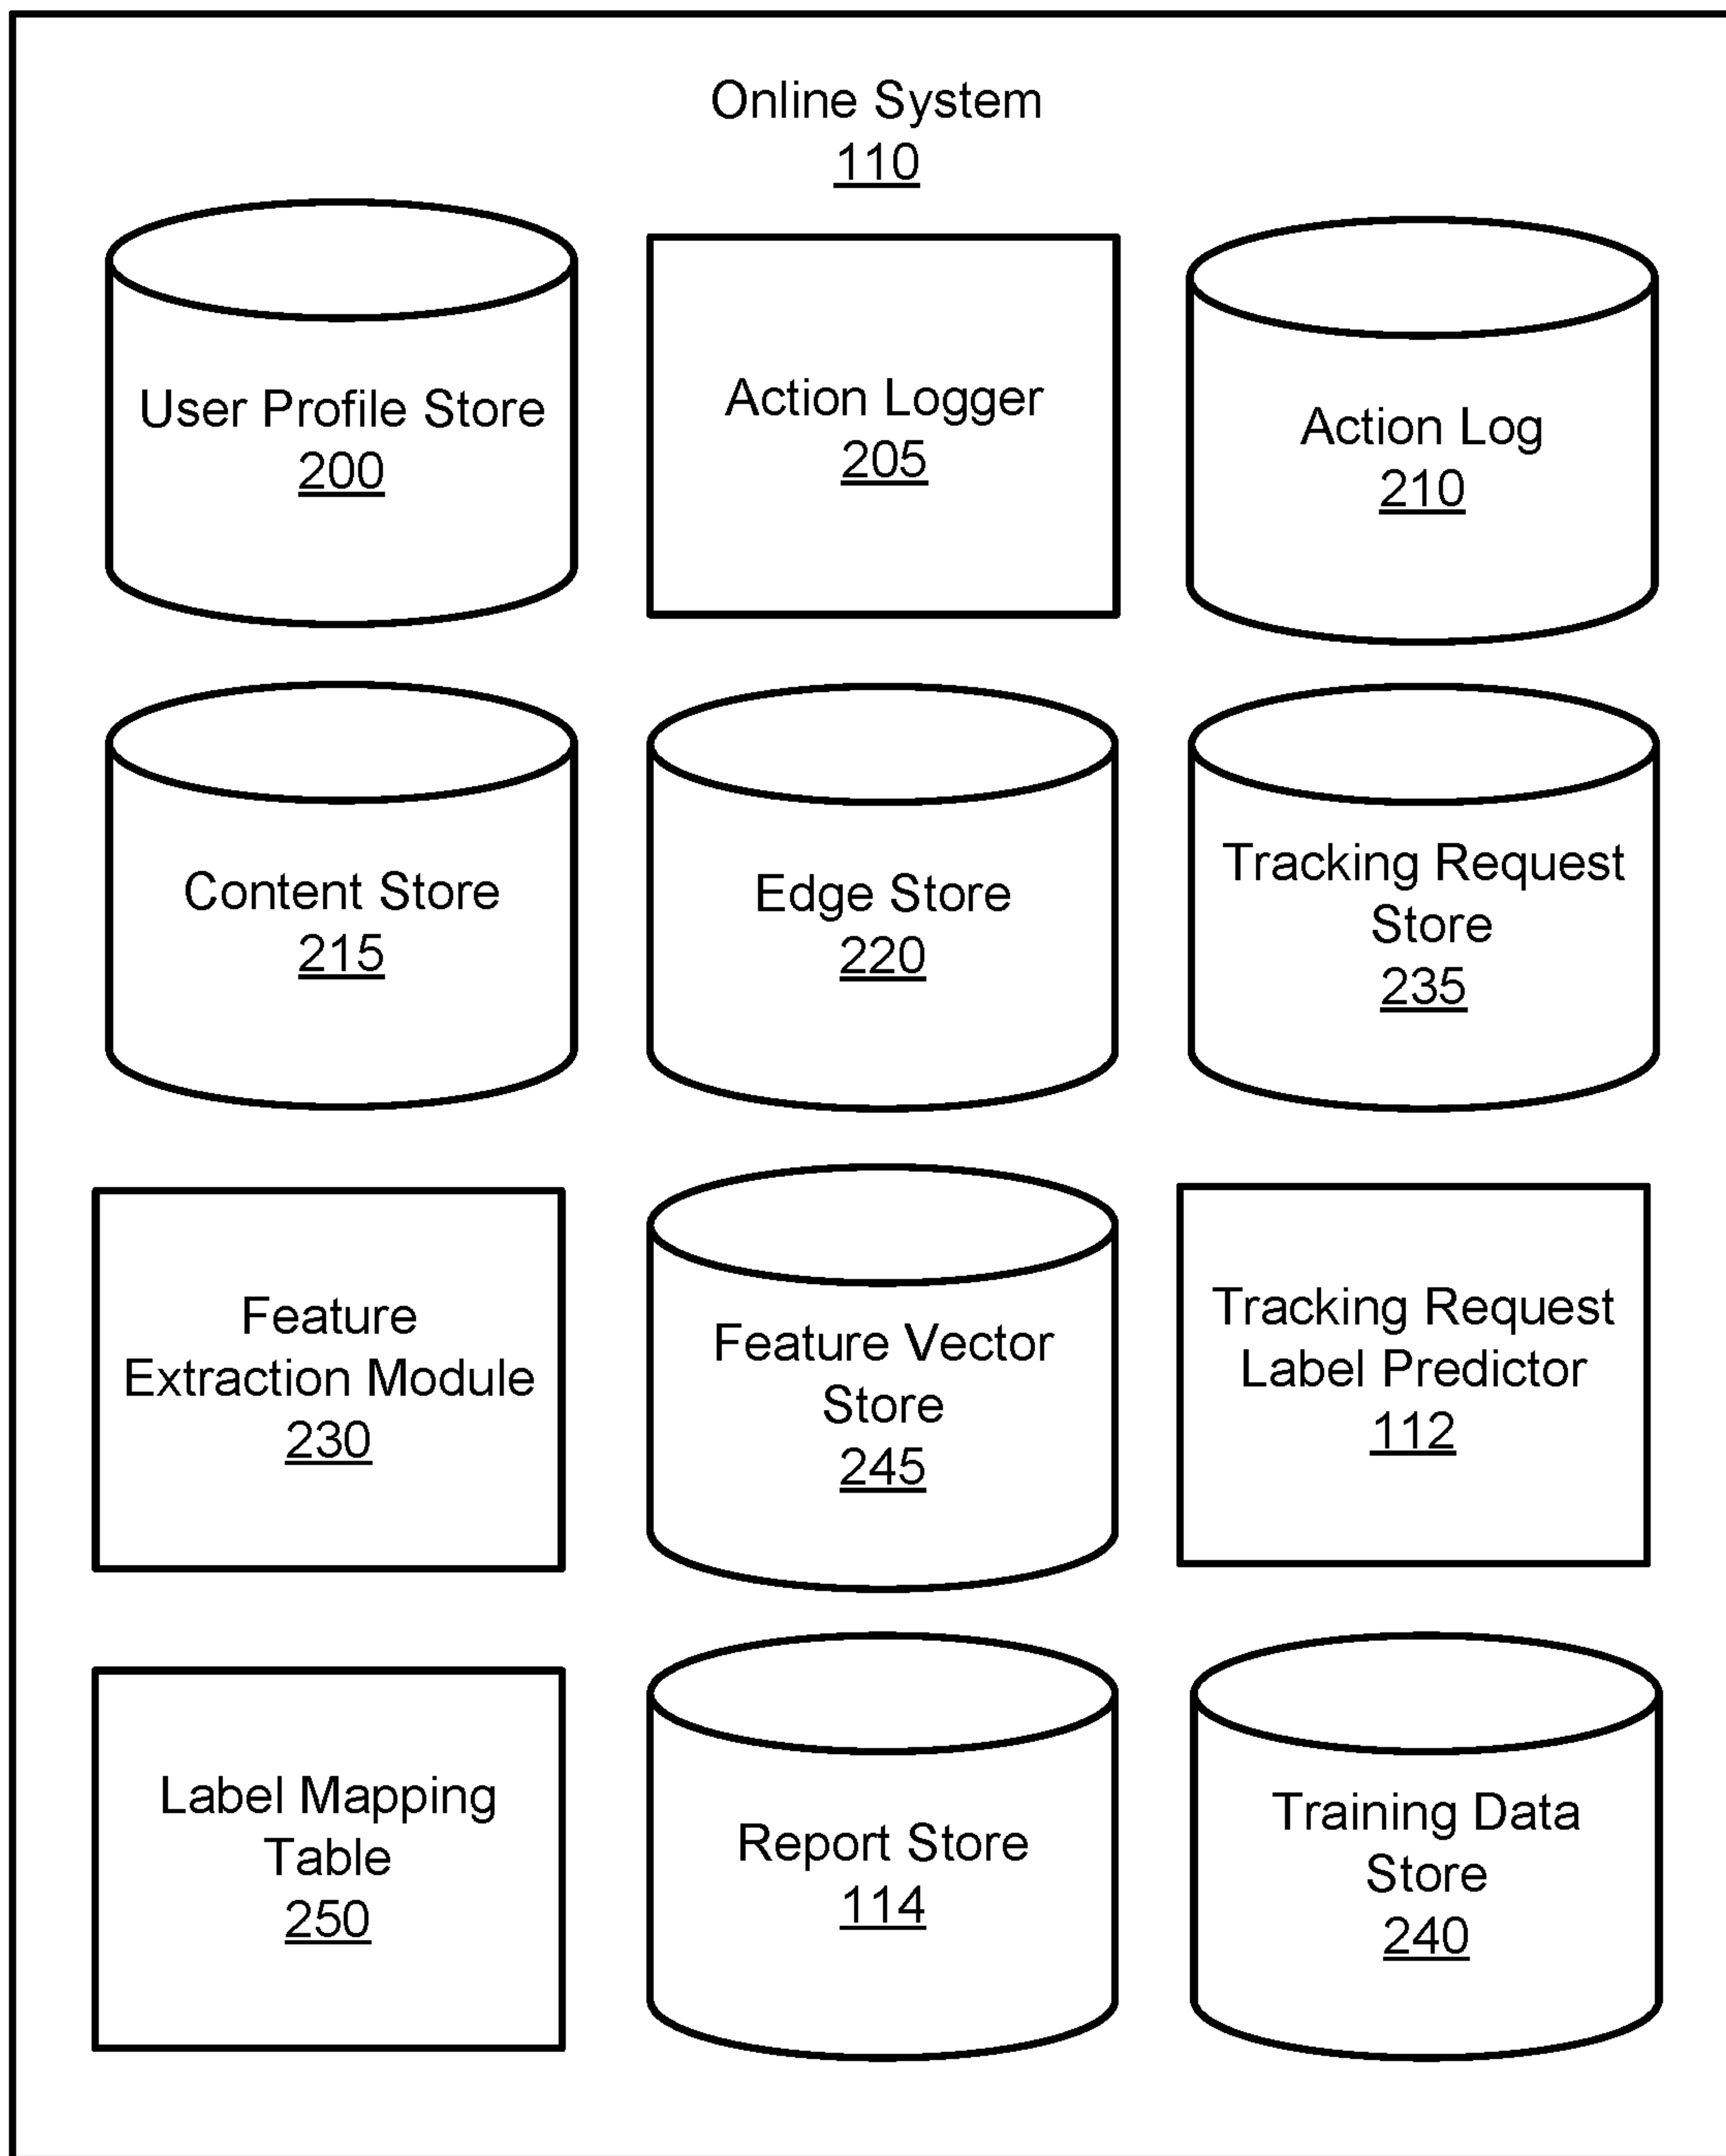 Online System
110
User Profile Store
200
Action Logger
205
Action Log
210
Content Store
215
Edge Store
220
Tracking Request
Store
235
Feature
Extraction Module
230
Feature Vector
Store
245
Tracking Request
Label Predictor
112
Label Mapping
Table
250
Report Store
114
Training Data
Store
240